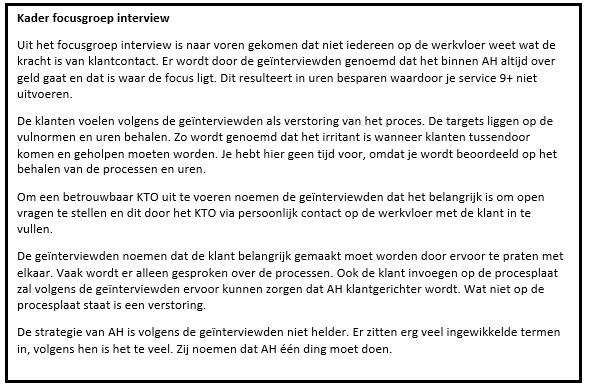 Kader focusgroep interview
Uit het focusgroep interview is naar voren gekomen dat niet iedereen op de werkvloer weet wat de
kracht is van klantcontact. Er wordt door de geïnterviewden genoemd dat het binnen AH altijd over
geld gaat en dat is waar de focus ligt. Dit resulteert in uren besparen waardoor je service 9+ niet
uitvoeren.
De klanten voelen volgens de geïnterviewden als verstoring van het proces. De targets liggen op de
vulnormen en uren behalen. Zo wordt genoemd dat het irritant is wanneer klanten tussendoor
komen en geholpen moeten worden. Je hebt hier geen tijd voor, omdat je wordt beoordeeld op het
behalen van de processen en uren.
Om een betrouwbaar KTO uit te voeren noemen de geïnterviewden dat het belangrijk is om open
vragen te stellen en dit door het KTO via persoonlijk contact op de werkvloer met de klant in te
vullen.
De geïnterviewden noemen dat de klant belangrijk gemaakt moet worden door ervoor te praten met
elkaar. Vaak wordt er alleen gesproken over de processen. Ook de klant invoegen op de procesplaat
zal volgens de geïnterviewden ervoor kunnen zorgen dat AH klantgerichter wordt. Wat niet op de
procesplaat staat is een verstoring.
De strategie van AH is volgens de geïnterviewden niet helder. Er zitten erg veel ingewikkelde termen
in, volgens hen is het te veel. Zij noemen dat AH één ding moet doen.